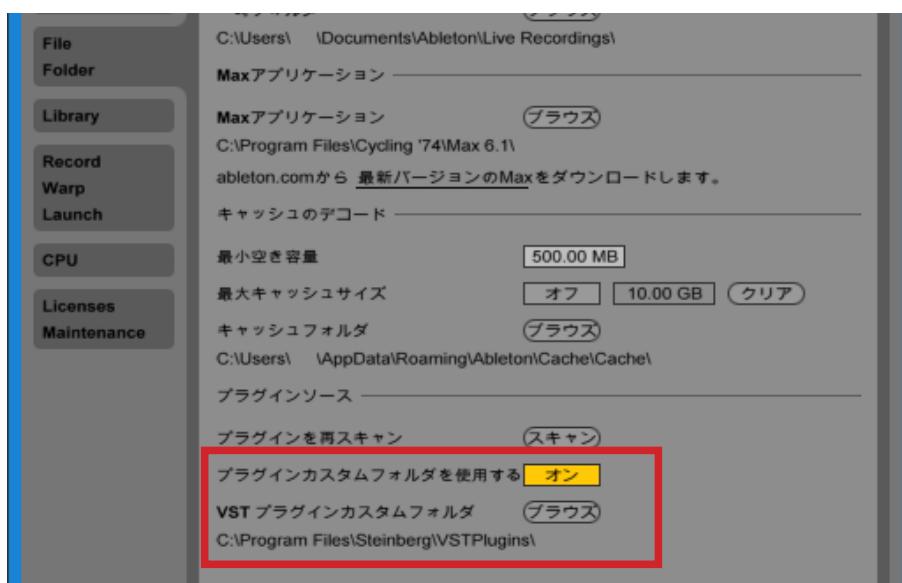 File
Folder
Library
Record
Warp
Launch
CPU
Licenses
Maintenance
C:\Users\ \Documents\Ableton\Live Recordings\
Maxアプリケーション
Maxアプリケーション ブラウズ
C:\Program Files\Cycling '74\Max 6.1\
ableton.comから 最新バージョンのMaxをダウンロードします。
キャッシュのデコード
最小空き容量 500.00 MB
最大キャッシュサイズ オフ 10.00 GB クリア
キャッシュフォルダ ブラウズ
C:\Users\ \AppData\Roaming\Ableton\Cache\Cache\
プラグインソース
プラグインを再スキャン スキャン
プラグインカスタムフォルダを使用する オン
VST プラグインカスタムフォルダ ブラウズ
C:\Program Files\Steinberg\VSTPlugins\